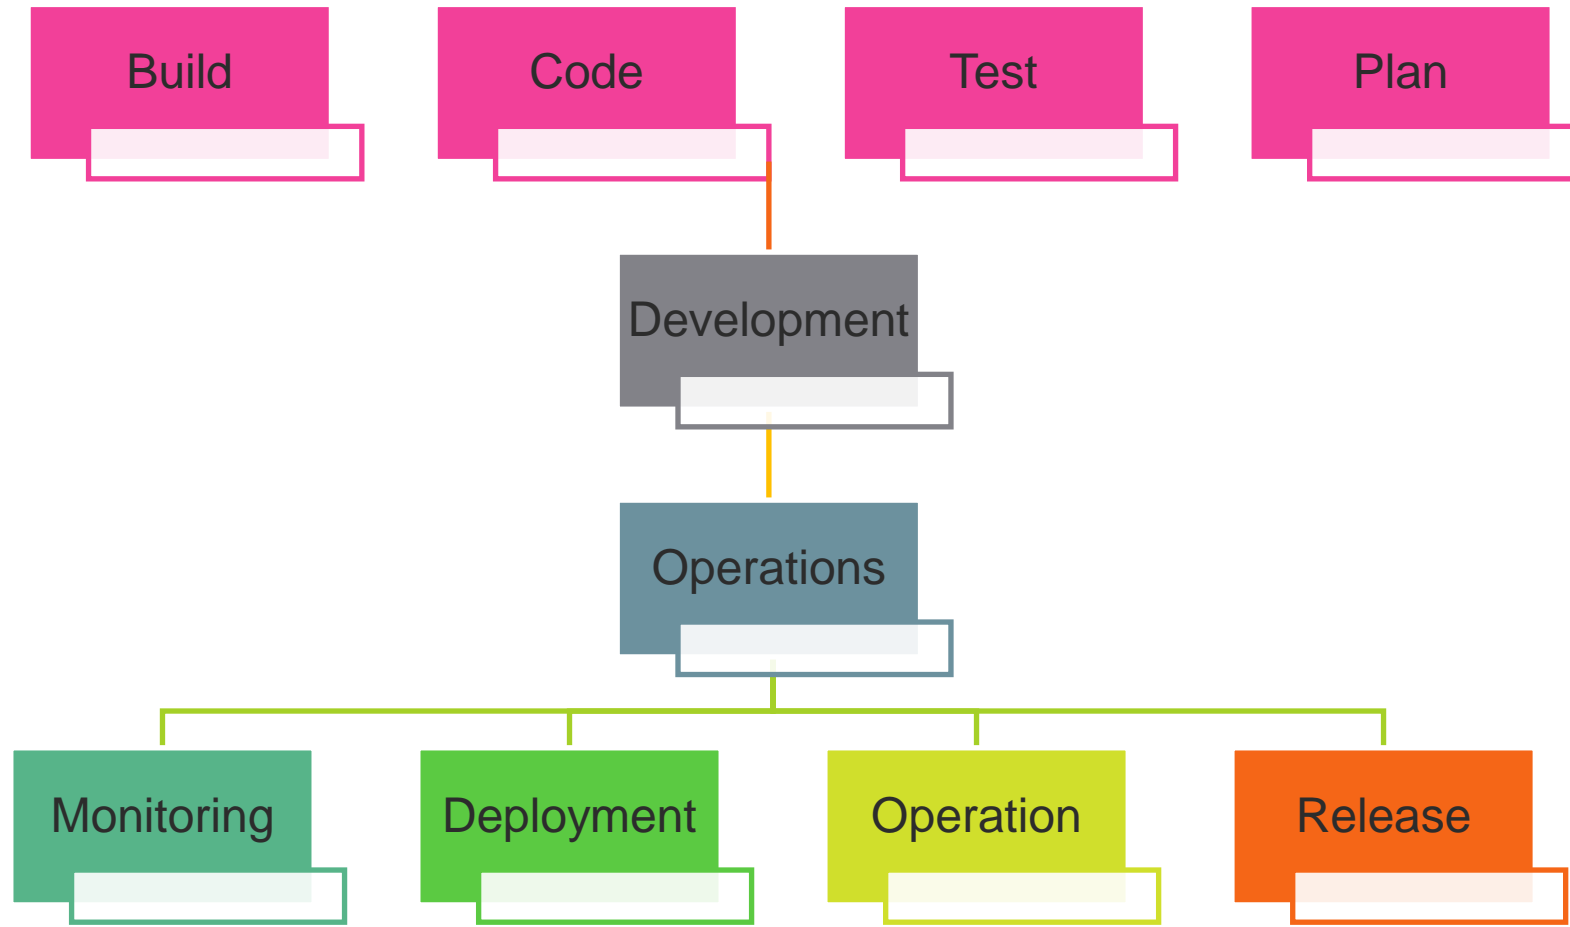 Build
Code
Test
Plan
Development
Operations
Monitoring
Deployment
Operation
Release